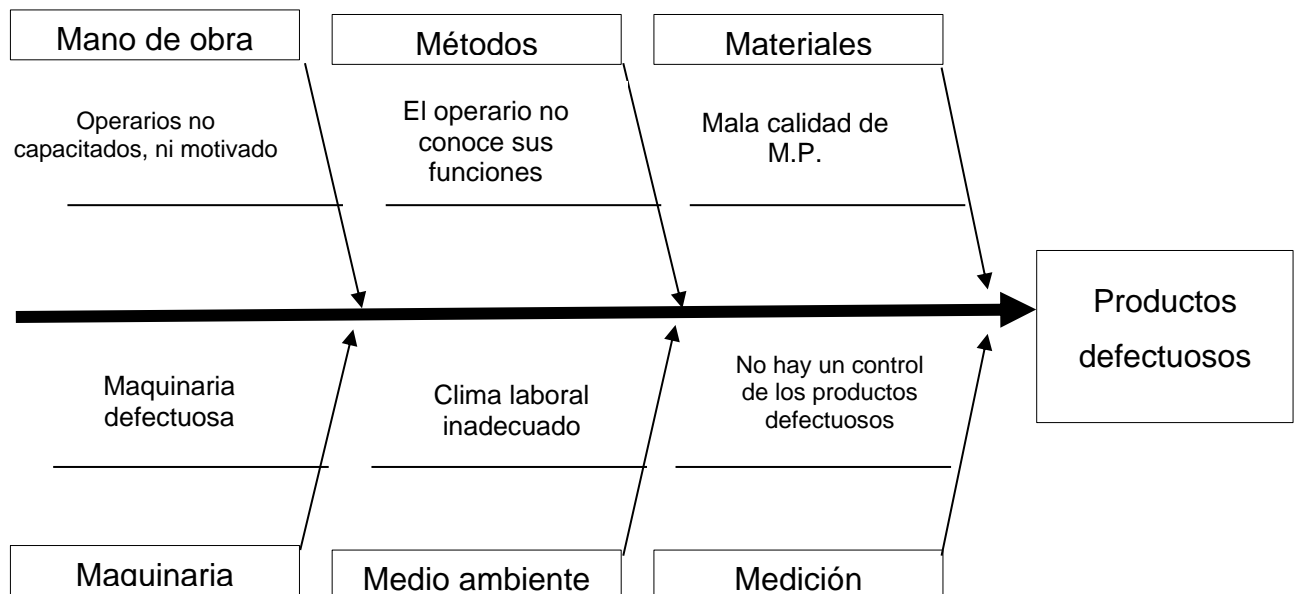 Mano de obra
Métodos
Materiales
Operarios no
capacitados, ni motivado
El operario no
conoce sus
funciones
Mala calidad de
M.P.
Productos
defectuosos
Maquinaria
defectuosa
Clima laboral
inadecuado
No hay un control
de los productos
defectuosos
Maquinaria
Medio ambiente
Medición